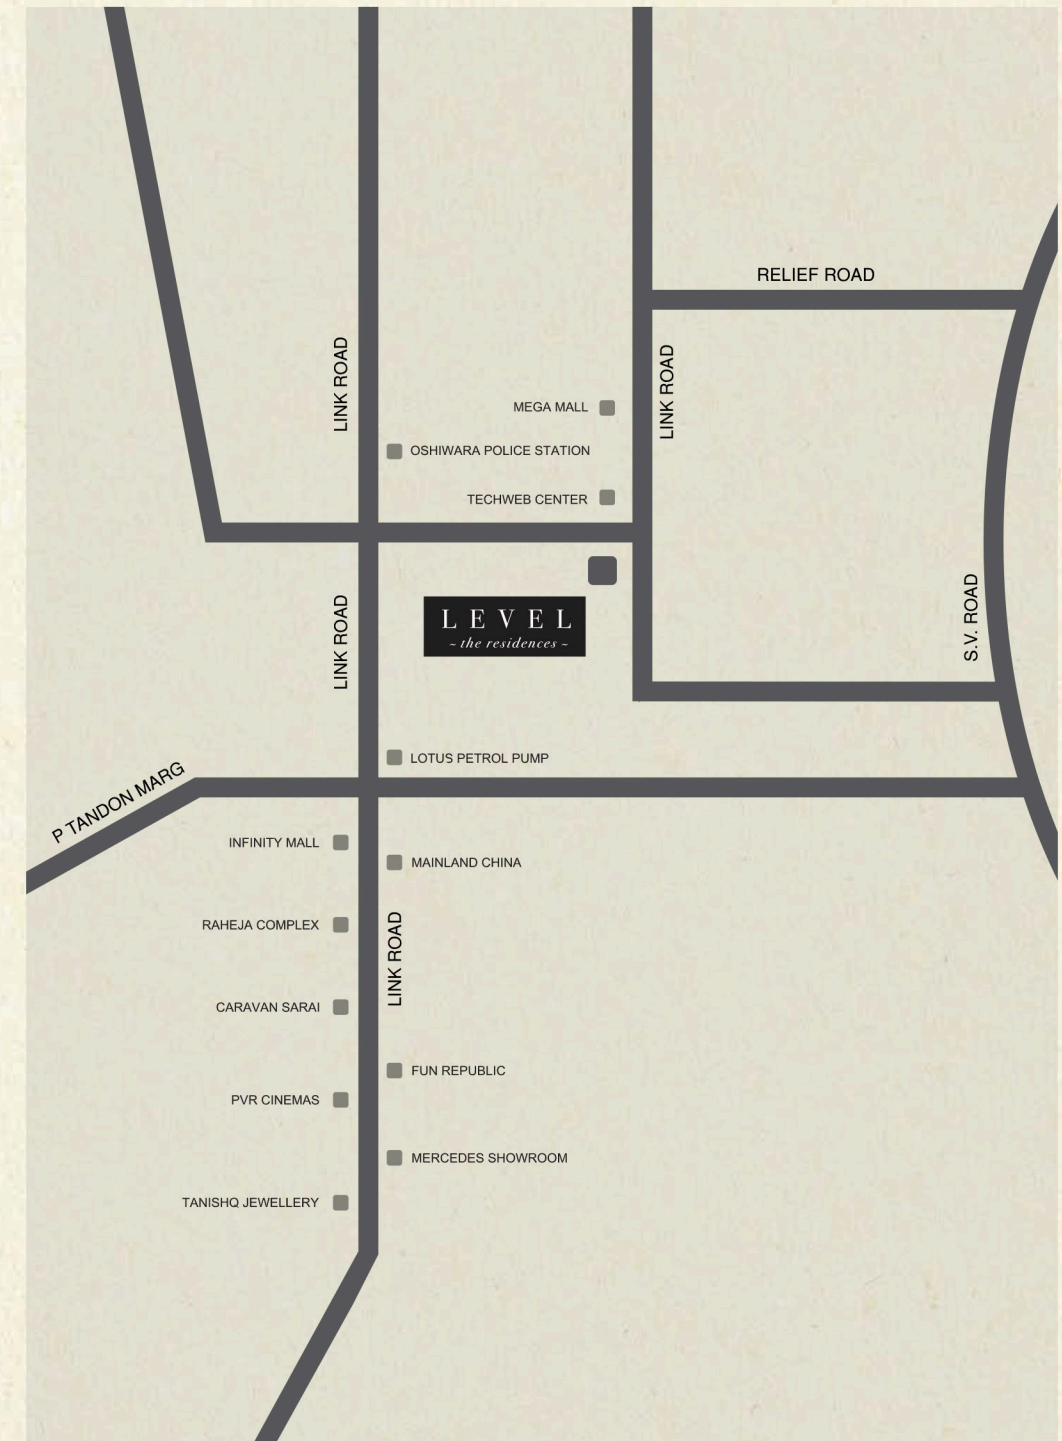 RELIEF ROAD
LINK ROAD
LINK ROAD
MEGA MALL
OSHIWARA POLICE STATION
TECHWEB CENTER
LEVEL
~ the residences ~
LINK ROAD
S.V. ROAD
LOTUS PETROL PUMP
P TANDON MARG
INFINITY MALL
MAINLAND CHINA
RAHEJA COMPLEX
LINK ROAD
CARAVAN SARAI
FUN REPUBLIC
PVR CINEMAS
MERCEDES SHOWROOM
TANISHQ JEWELLERY